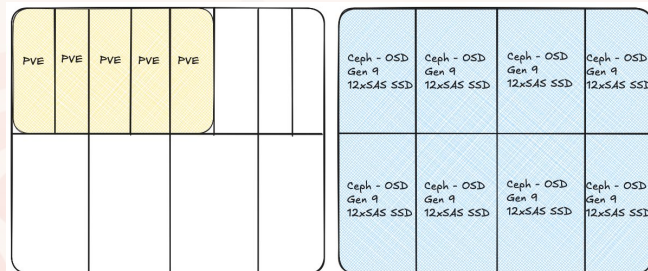 PVE
PVE
PVE
PVE
PVE
Ceph - OSD
Gen 9
12xSAS SSD
Ceph - OSD
Gen 9
12xSAS SSD
Ceph - OSD
Gen 9
12xSAS SSD
Ceph - OSD
Gen 9
12xSAS SSD
Ceph - OSD
Gen 9
12xSAS SSD
Ceph - OSD
Gen 9
12xSAS SSD
Ceph - OSD
Gen 9
12xSAS SSD
Ceph - OSD
Gen 9
12xSAS SSD